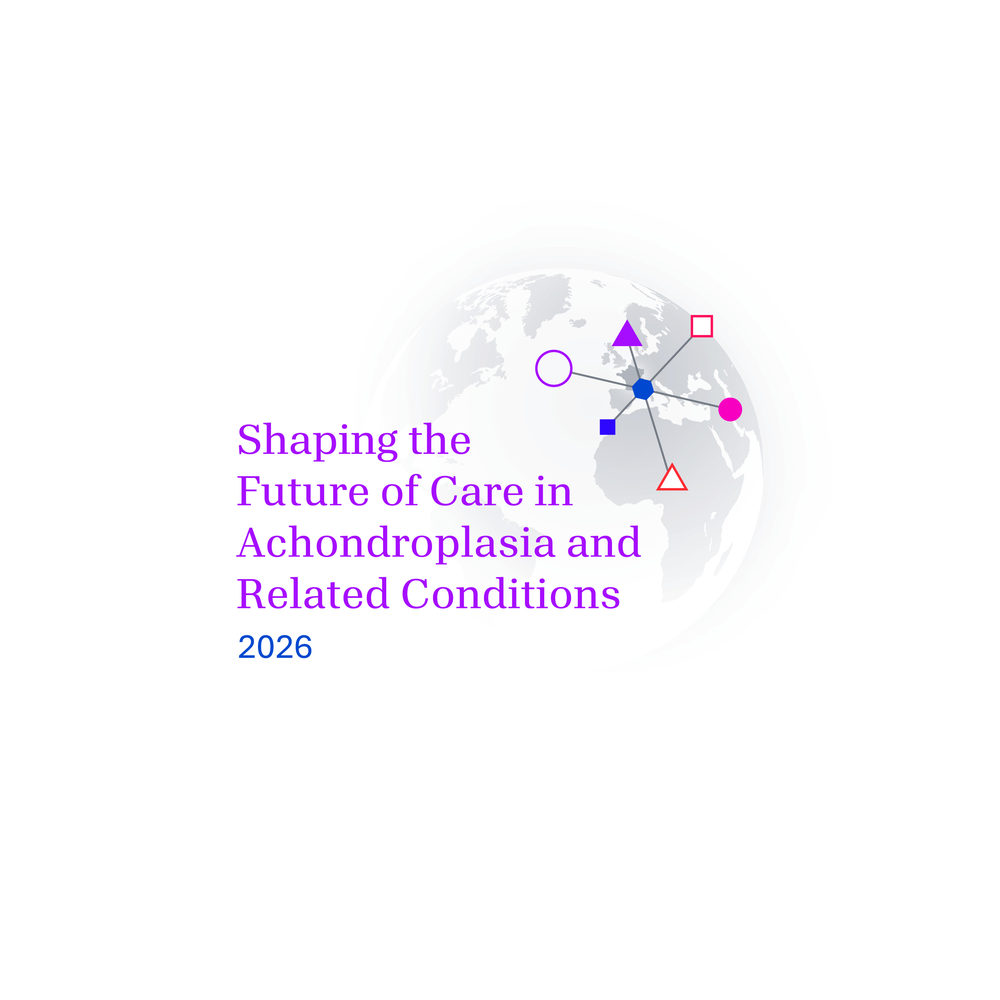 Shaping the
Future of Care in
Achondroplasia and
Related Conditions
2026